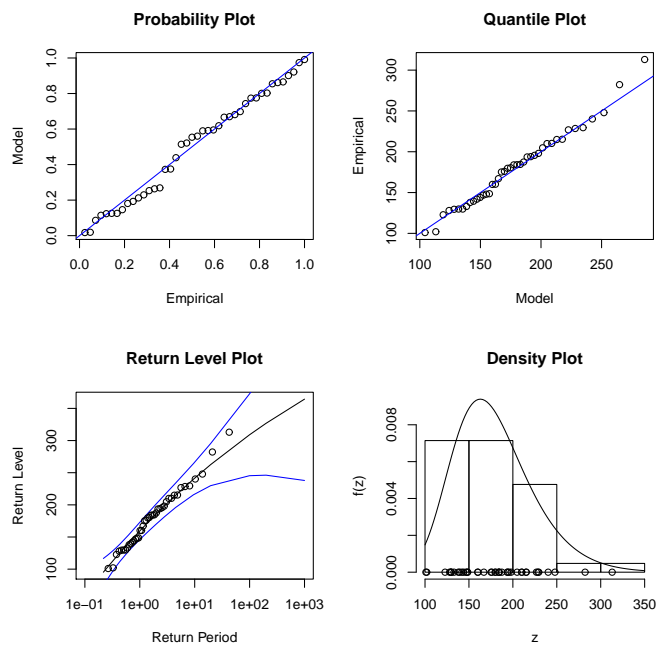 Probability Plot
Quantile Plot
Model
0.0 0.2 0.4 0.6 0.8 1.0
0.0 0.2 0.4 0.6 0.8 1.0
Empirical
Empirical
100 150 200 250 300
100 150 200 250
Model
Return Level Plot
Density Plot
Return Level
100 200 300
1e−01 1e+00 1e+01 1e+02 1e+03
Return Period
f(z)
0.000 0.004 0.008
100 150 200 250 300 350
z